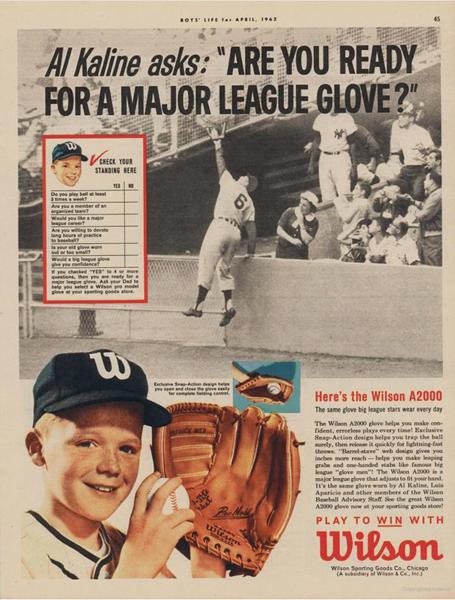 BOYS' LIFE for APRIL, 1962
45
Al Kaline asks: "ARE YOU READY
FOR A MAJOR LEAGUE GLOVE?"
W
✓ CHECK YOUR
STANDING HERE
YES NO
Do you play ball at least
3 times a week?
Are you a member of an
organized team?
Would you like a major
league career?
Are you willing to devote
long hours of practice
to baseball?
Is your old glove worn
out or too small?
Would a big league glove
give you confidence?
If you checked "YES" to 4 or more
questions, then you are ready for a
major league glove. Ask your Dad to
help you select a Wilson pro model
glove at your sporting goods store.
6
Exclusive Snap-Action design helps
you open and close the glove easily
for complete fielding control.
W
Wilson
Here's the Wilson A2000
The same glove big league stars wear every day
The Wilson A2000 glove helps you make con-
fident, errorless plays every time! Exclusive
Snap-Action design helps you trap the ball
surely, then release it quickly for lightning-fast
throws. "Barrel-stave" web design gives you
inches more reach — helps you make leaping
grabs and one-handed stabs like famous big
league "glove men"! The Wilson A2000 is a
major league glove that adjusts to fit your hand.
It's the same glove worn by Al Kaline, Luis
Aparicio and other members of the Wilson
Baseball Advisory Staff. See the great Wilson
A2000 glove now at your sporting goods store!
PLAY TO WIN WITH
Wilson
Wilson Sporting Goods Co., Chicago
(A subsidiary of Wilson & Co., Inc.)